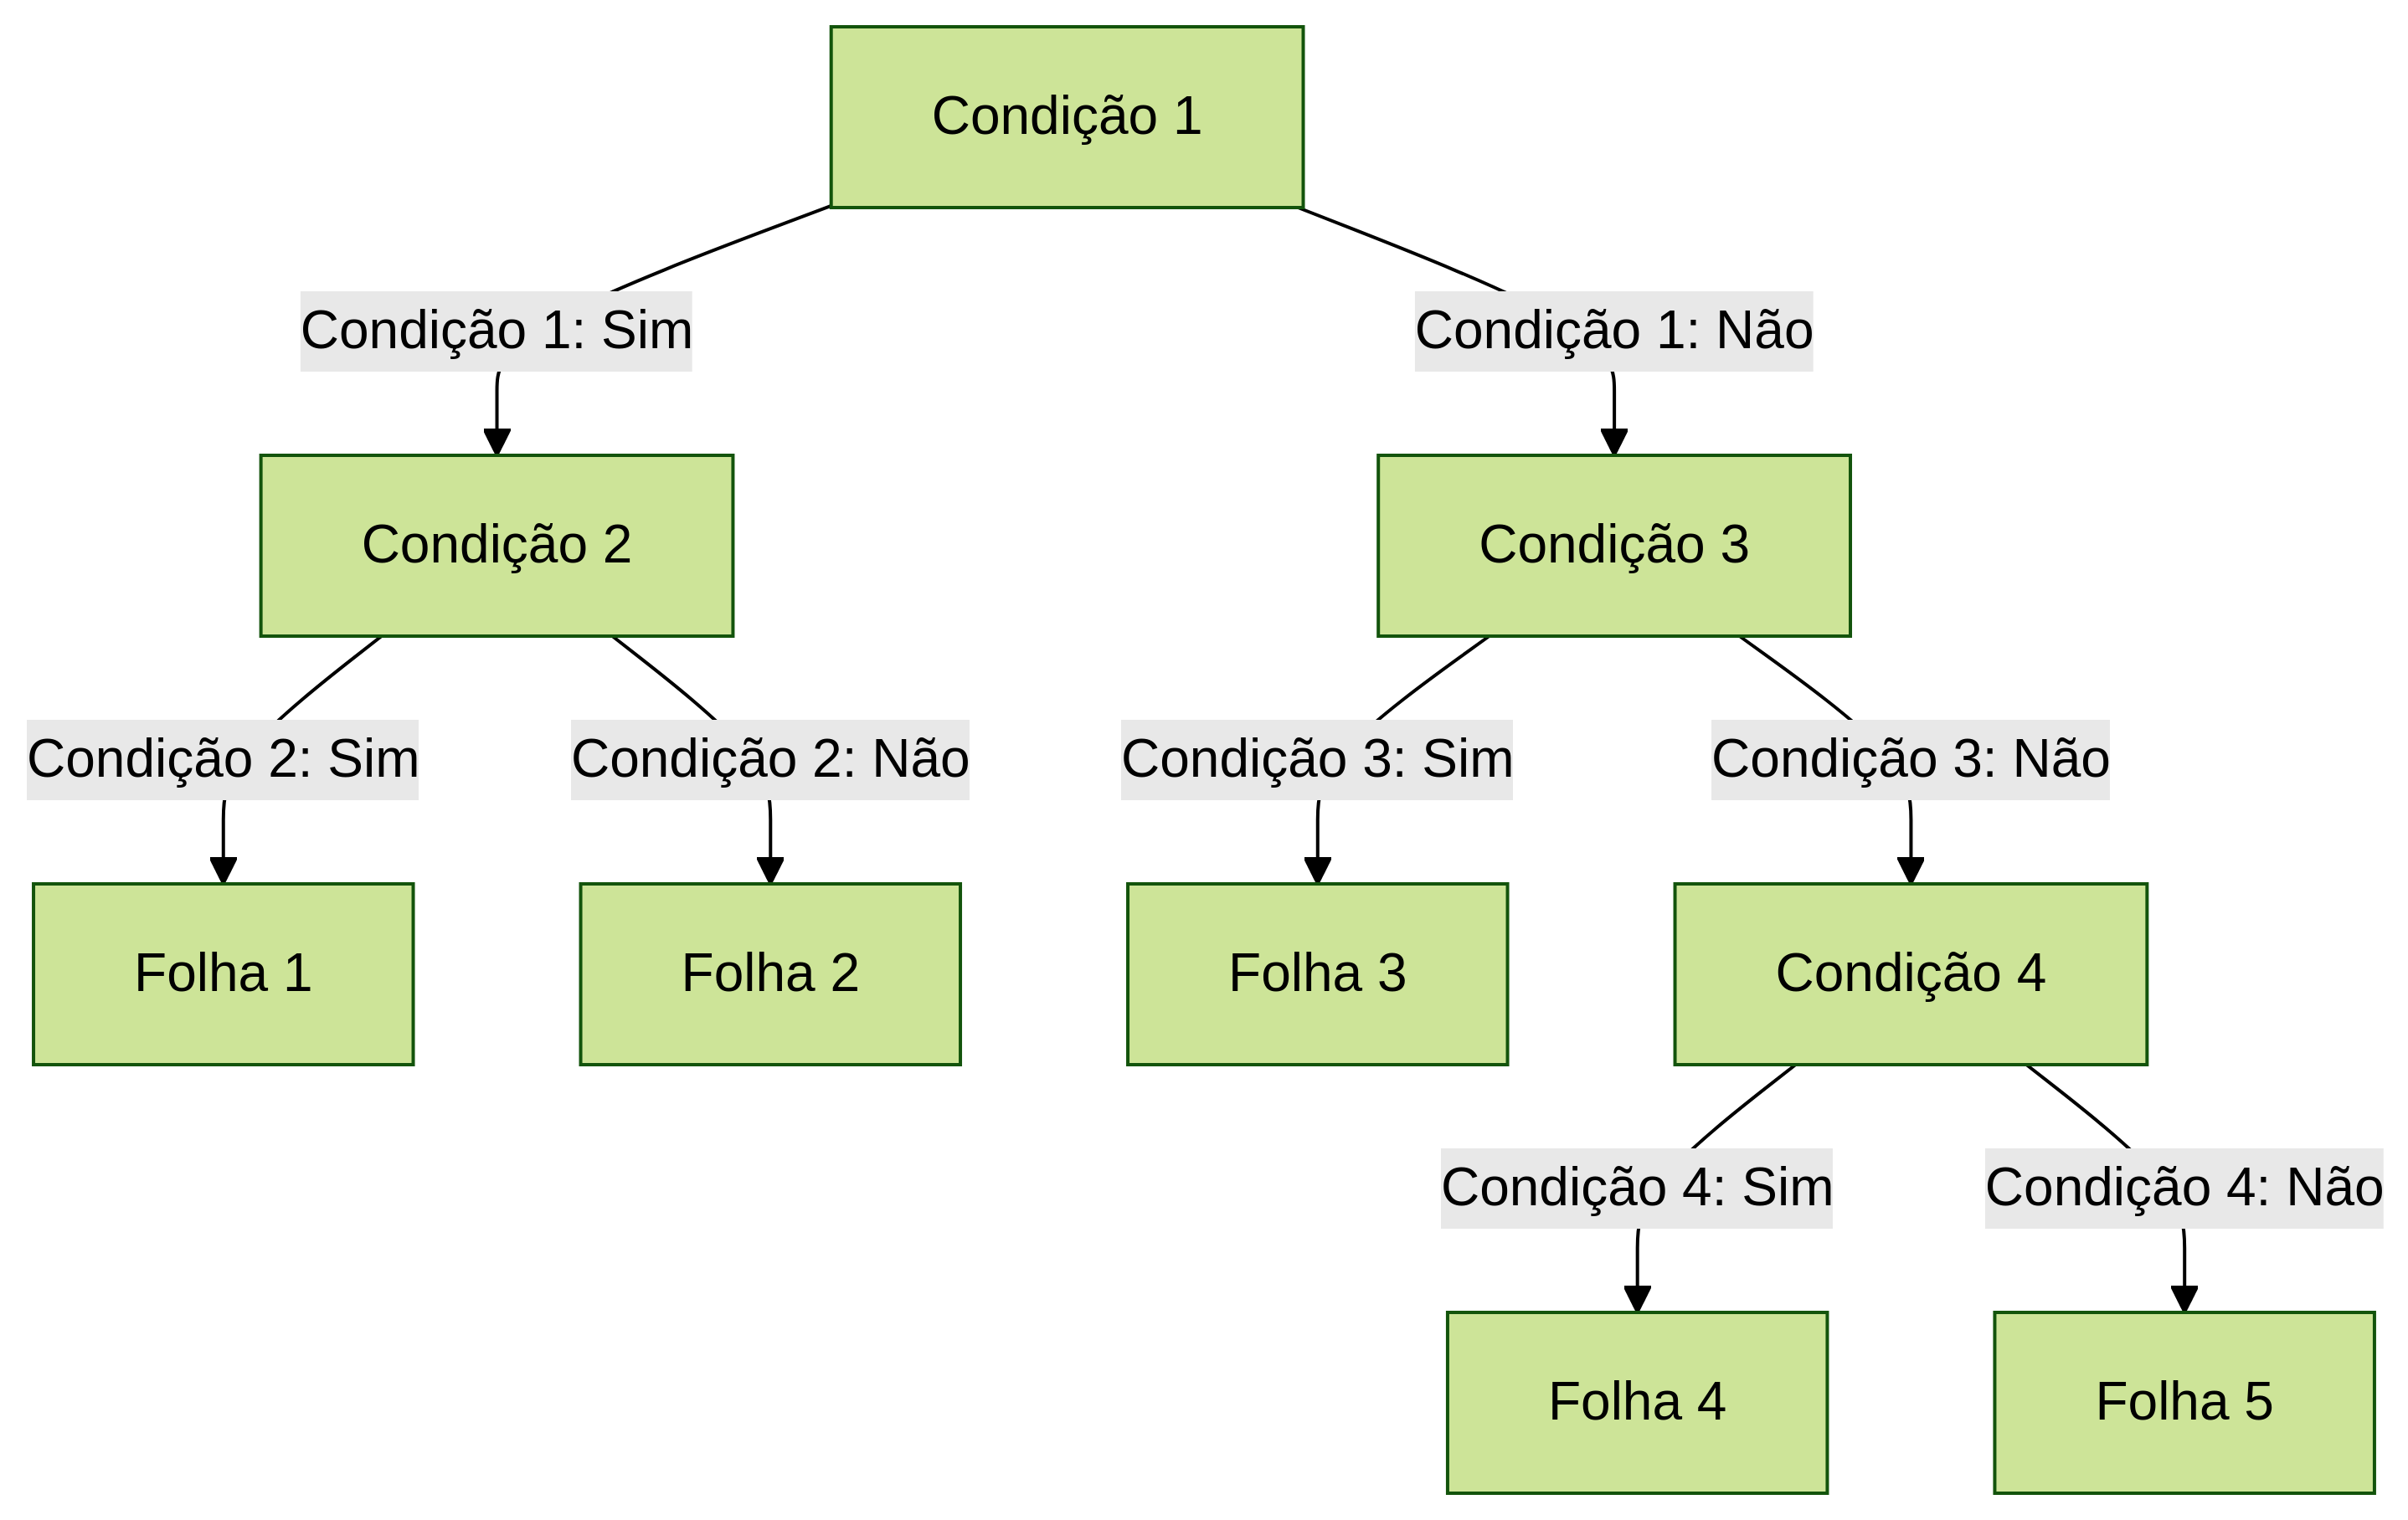 Condição 1
Condição 1: Sim
Condição 1: Não
Condição 2
Condição 3
Condição 2: Sim
Condição 2: Não
Condição 3: Sim
Condição 3: Não
Folha 1
Folha 2
Folha 3
Condição 4
Condição 4: Sim
Condição 4: Não
Folha 4
Folha 5